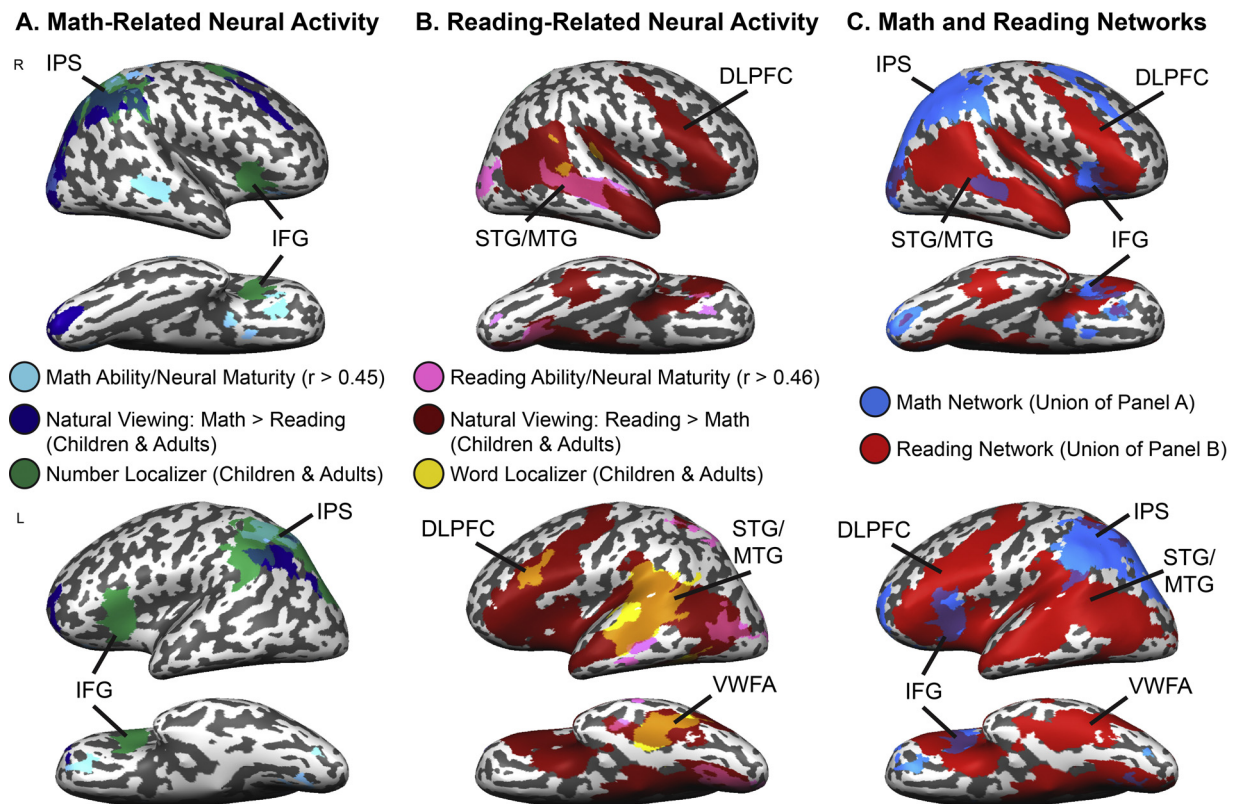 A. Math-Related Neural Activity
B. Reading-Related Neural Activity
C. Math and Reading Networks
R
IPS
IFG
DLPFC
STG/MTG
IPS
DLPFC
STG/MTG
IFG
Math Ability/Neural Maturity (r > 0.45)
Natural Viewing: Math > Reading
(Children & Adults)
Number Localizer (Children & Adults)
Reading Ability/Neural Maturity (r > 0.46)
Natural Viewing: Reading > Math
(Children & Adults)
Word Localizer (Children & Adults)
Math Network (Union of Panel A)
Reading Network (Union of Panel B)
L
IPS
IFG
DLPFC
STG/
MTG
VWFA
DLPFC
IPS
STG/
MTG
IFG
VWFA